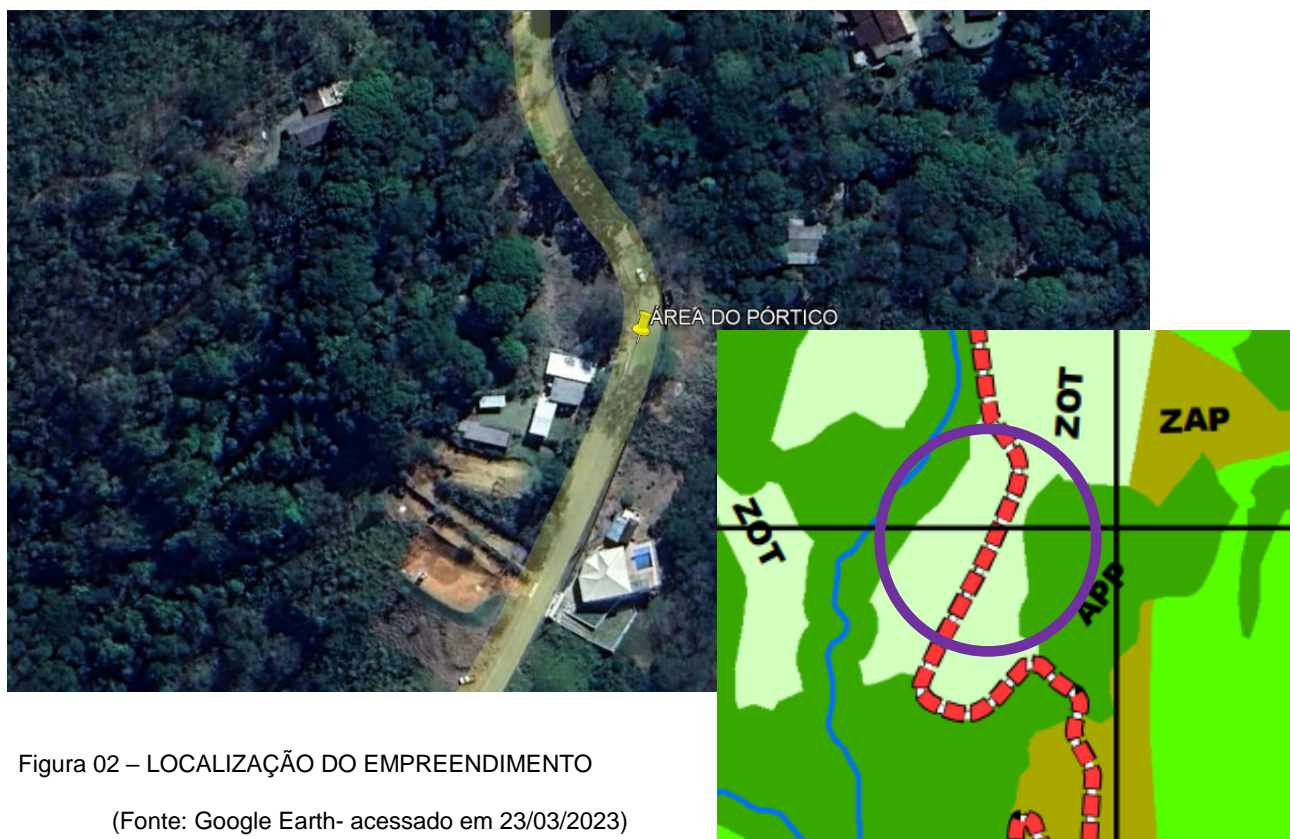 ÁREA DO PÓRTICO
ZOT
ZAP
ZOT
APP
Figura 02 – LOCALIZAÇÃO DO EMPREENDIMENTO
(Fonte: Google Earth- acessado em 23/03/2023)